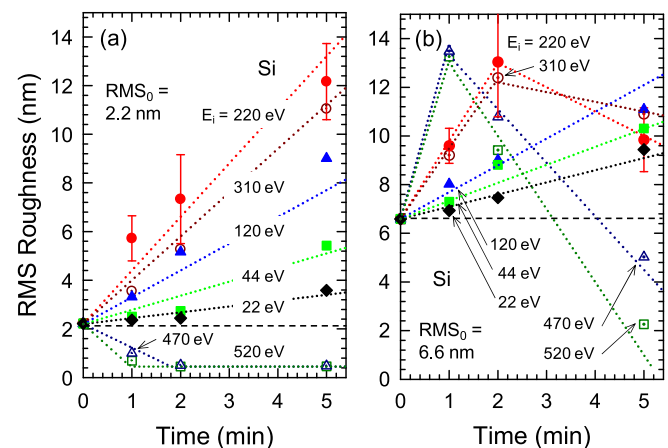 (a)
Si
RMS₀ =
2.2 nm
Eᵢ = 220 eV
310 eV
120 eV
44 eV
22 eV
470 eV
520 eV
14
12
10
8
6
4
2
0
RMS Roughness (nm)
0 1 2 3 4 5
Time (min)
(b)
Eᵢ = 220 eV
310 eV
120 eV
44 eV
22 eV
Si
RMS₀ =
6.6 nm
470 eV
520 eV
14
12
10
8
6
4
2
0
0 1 2 3 4 5
Time (min)